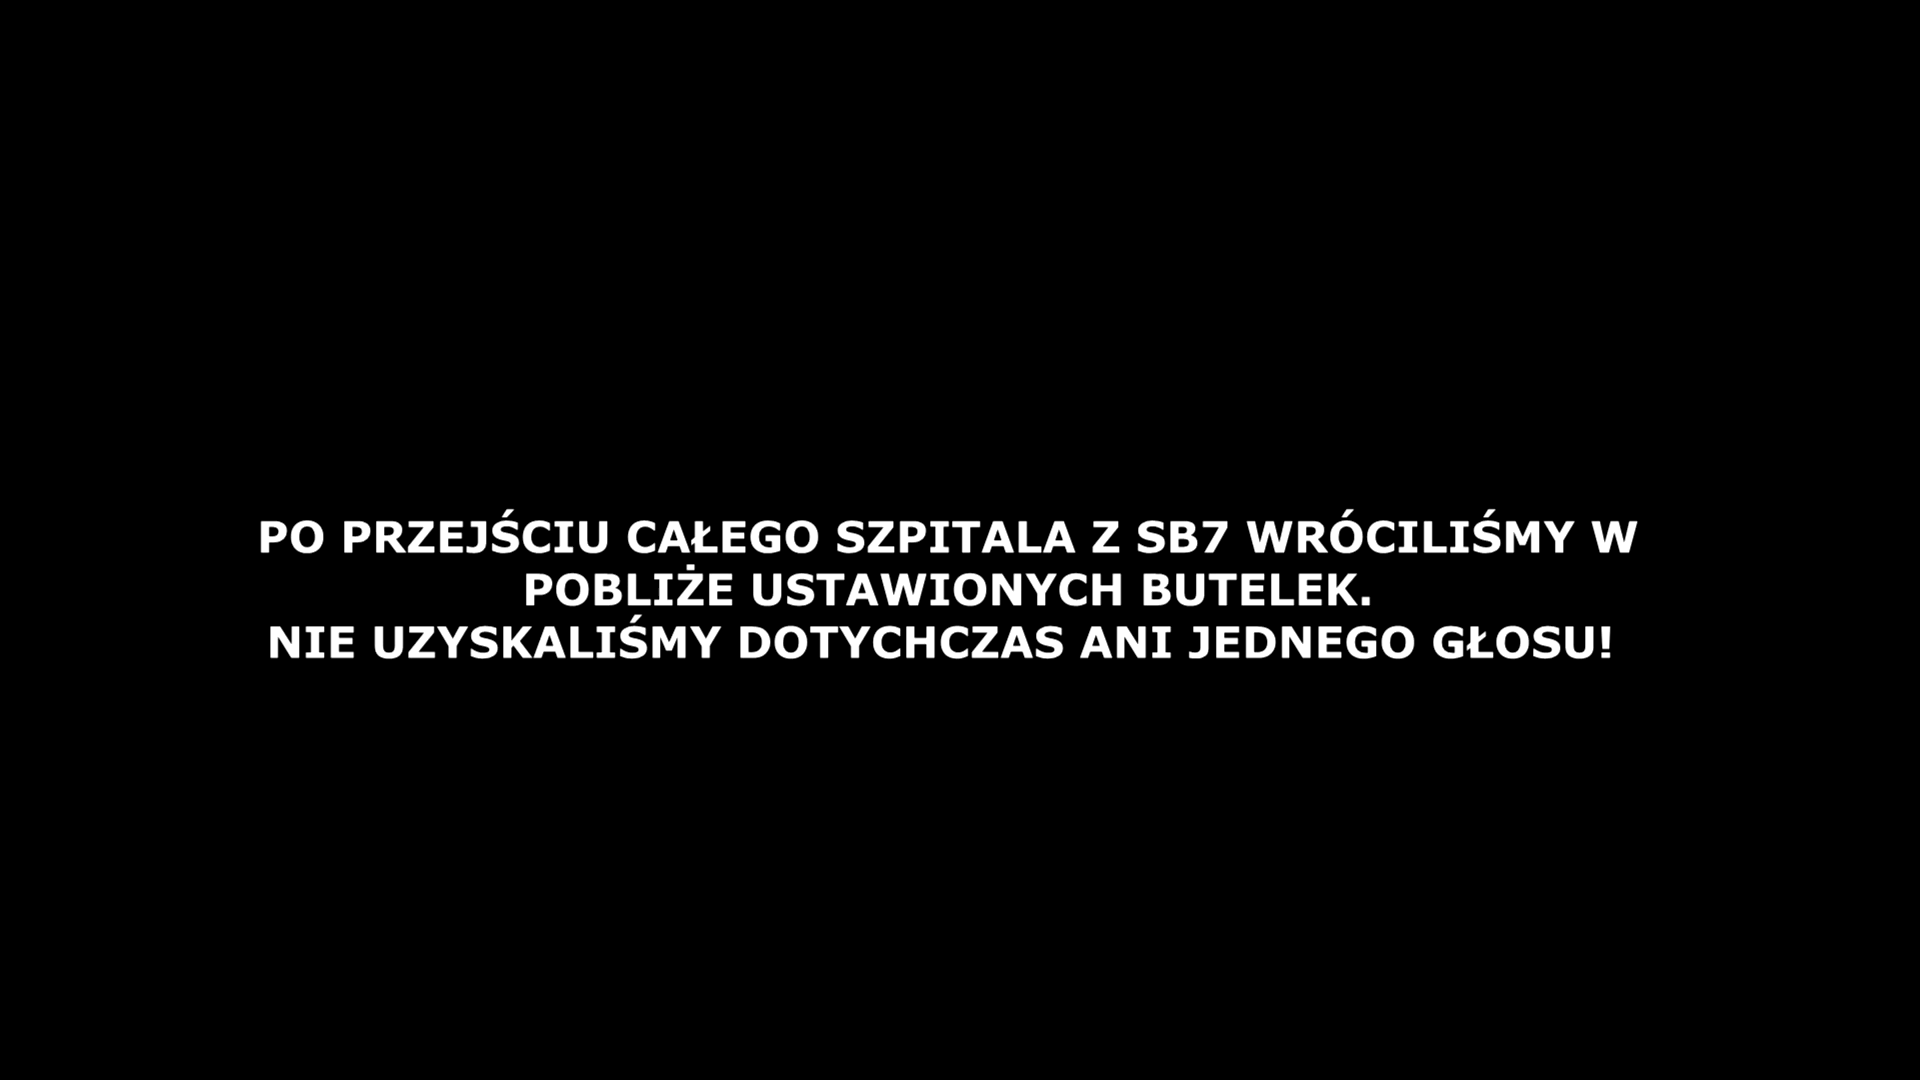 PO PRZEJŚCIU CAŁEGO SZPITALA Z SB7 WRÓCILIŚMY W
POBLIŻE USTAWIONYCH BUTELEK.
NIE UZYSKALIŚMY DOTYCHCZAS ANI JEDNEGO GŁOSU!